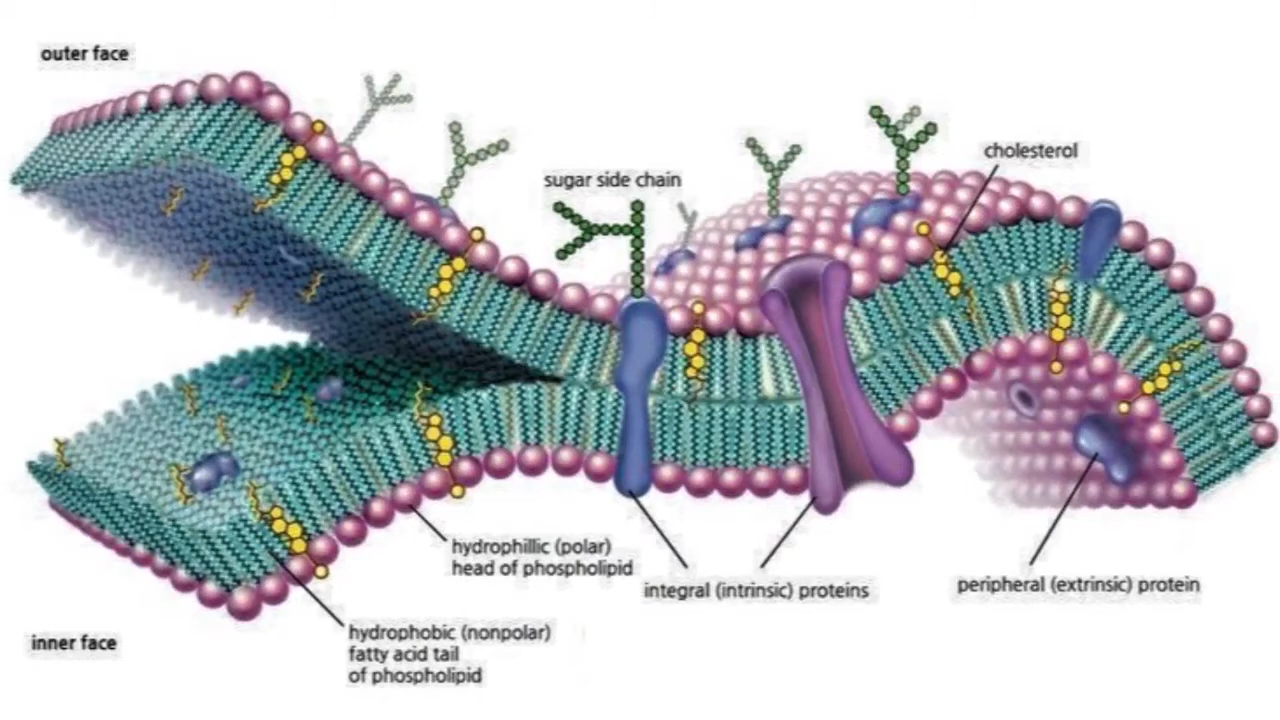 outer face
sugar side chain
cholesterol
hydrophillic (polar)
head of phospholipid
integral (intrinsic) proteins
peripheral (extrinsic) protein
inner face
hydrophobic (nonpolar)
fatty acid tail
of phospholipid